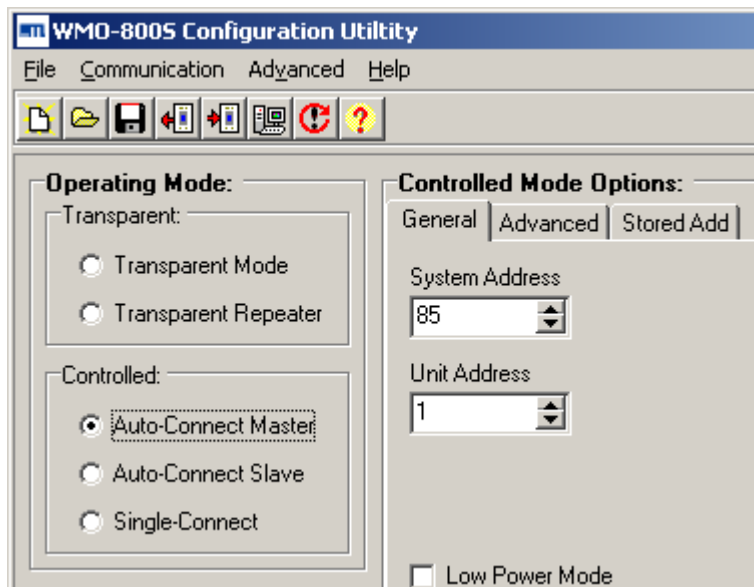 WMO-800S Configuration Utiltity
File Communication Advanced Help
Operating Mode:
Transparent:
Transparent Mode
Transparent Repeater
Controlled:
Auto-Connect Master
Auto-Connect Slave
Single-Connect
Controlled Mode Options:
General Advanced Stored Add
System Address
85
Unit Address
1
Low Power Mode